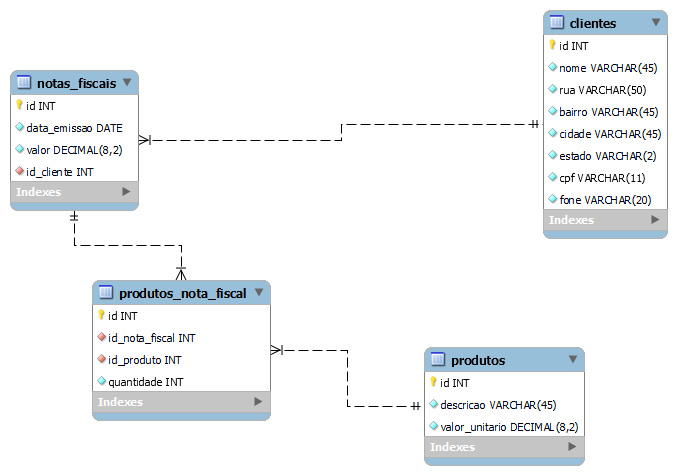 clientes
id INT
nome VARCHAR(45)
rua VARCHAR(50)
bairro VARCHAR(45)
cidade VARCHAR(45)
estado VARCHAR(2)
cpf VARCHAR(11)
fone VARCHAR(20)
Indexes
notas_fiscais
id INT
data_emissao DATE
valor DECIMAL(8,2)
id_cliente INT
Indexes
produtos_nota_fiscal
id INT
id_nota_fiscal INT
id_produto INT
quantidade INT
Indexes
produtos
id INT
descricao VARCHAR(45)
valor_unitario DECIMAL(8,2)
Indexes